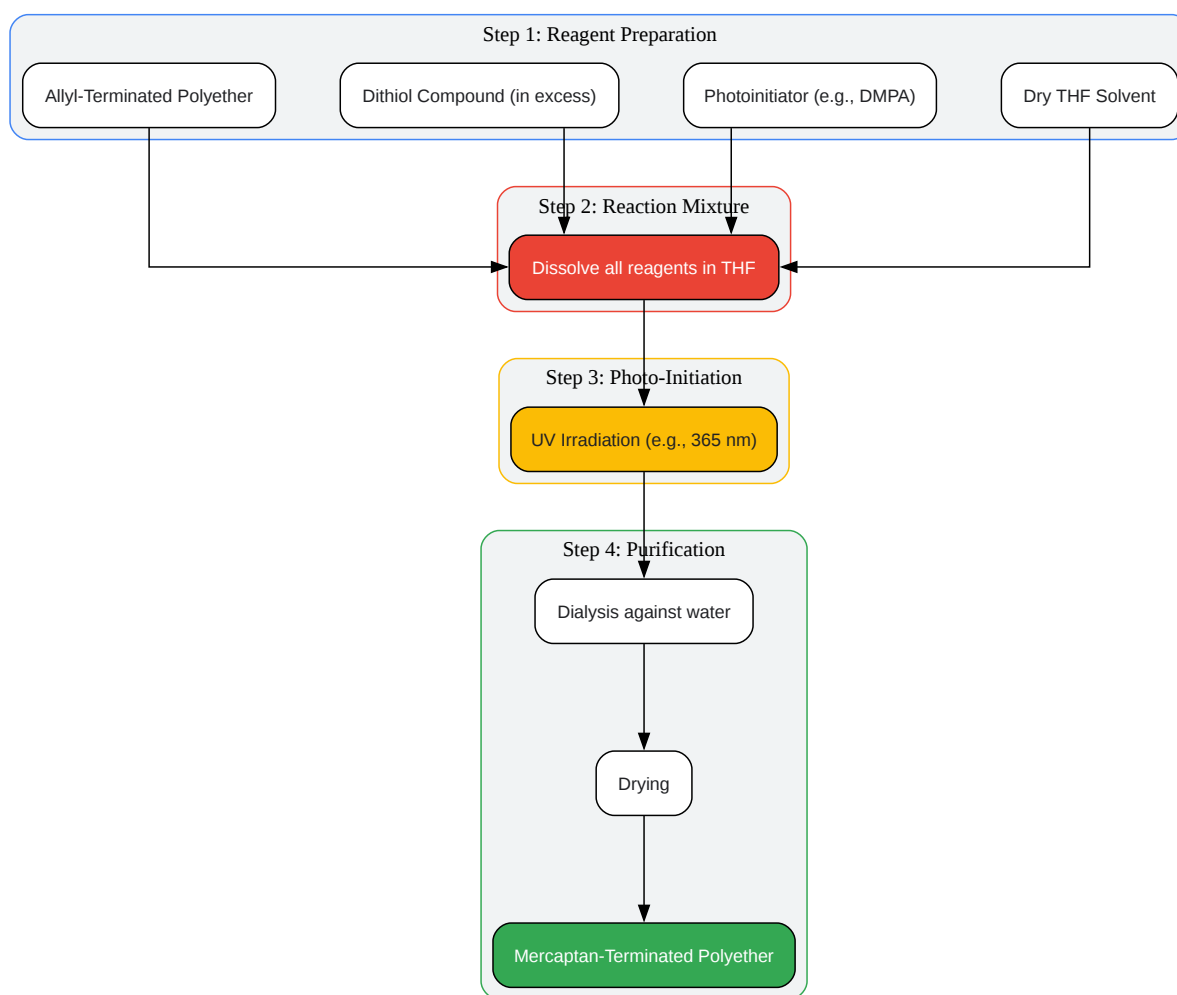 Step 1: Reagent Preparation
Allyl-Terminated Polyether
Dithiol Compound (in excess)
Photoinitiator (e.g., DMPA)
Dry THF Solvent
Step 2: Reaction Mixture
Dissolve all reagents in THF
Step 3: Photo-Initiation
UV Irradiation (e.g., 365 nm)
Step 4: Purification
Dialysis against water
Drying
Mercaptan-Terminated Polyether